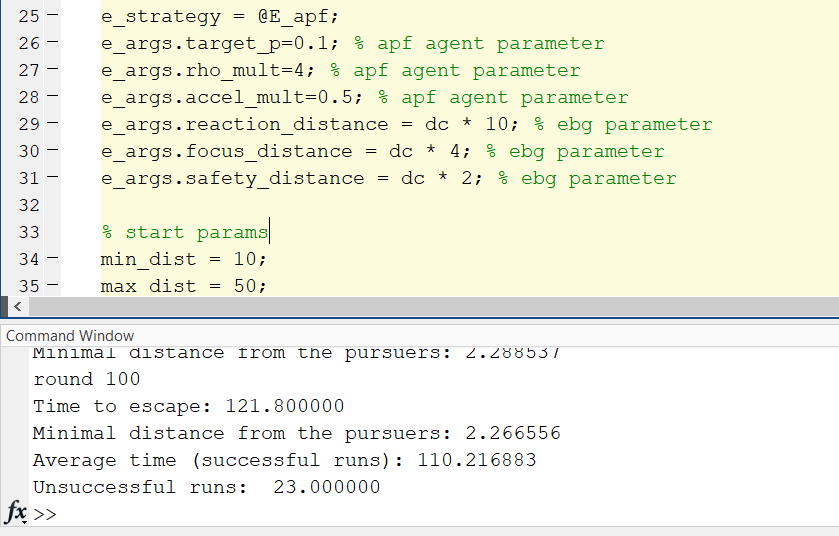 25 — e_strategy = @E_apf;
26 — e_args.target_p=0.1; % apf agent parameter
27 — e_args.rho_mult=4; % apf agent parameter
28 — e_args.accel_mult=0.5; % apf agent parameter
29 — e_args.reaction_distance = dc * 10; % ebg parameter
30 — e_args.focus_distance = dc * 4; % ebg parameter
31 — e_args.safety_distance = dc * 2; % ebg parameter
32
33 % start params
34 — min_dist = 10;
35 — max_dist = 50;
<
Command Window
Minimal distance from the pursuers: 2.288537
round 100
Time to escape: 121.800000
Minimal distance from the pursuers: 2.266556
Average time (successful runs): 110.216883
Unsuccessful runs:  23.000000
fx >>